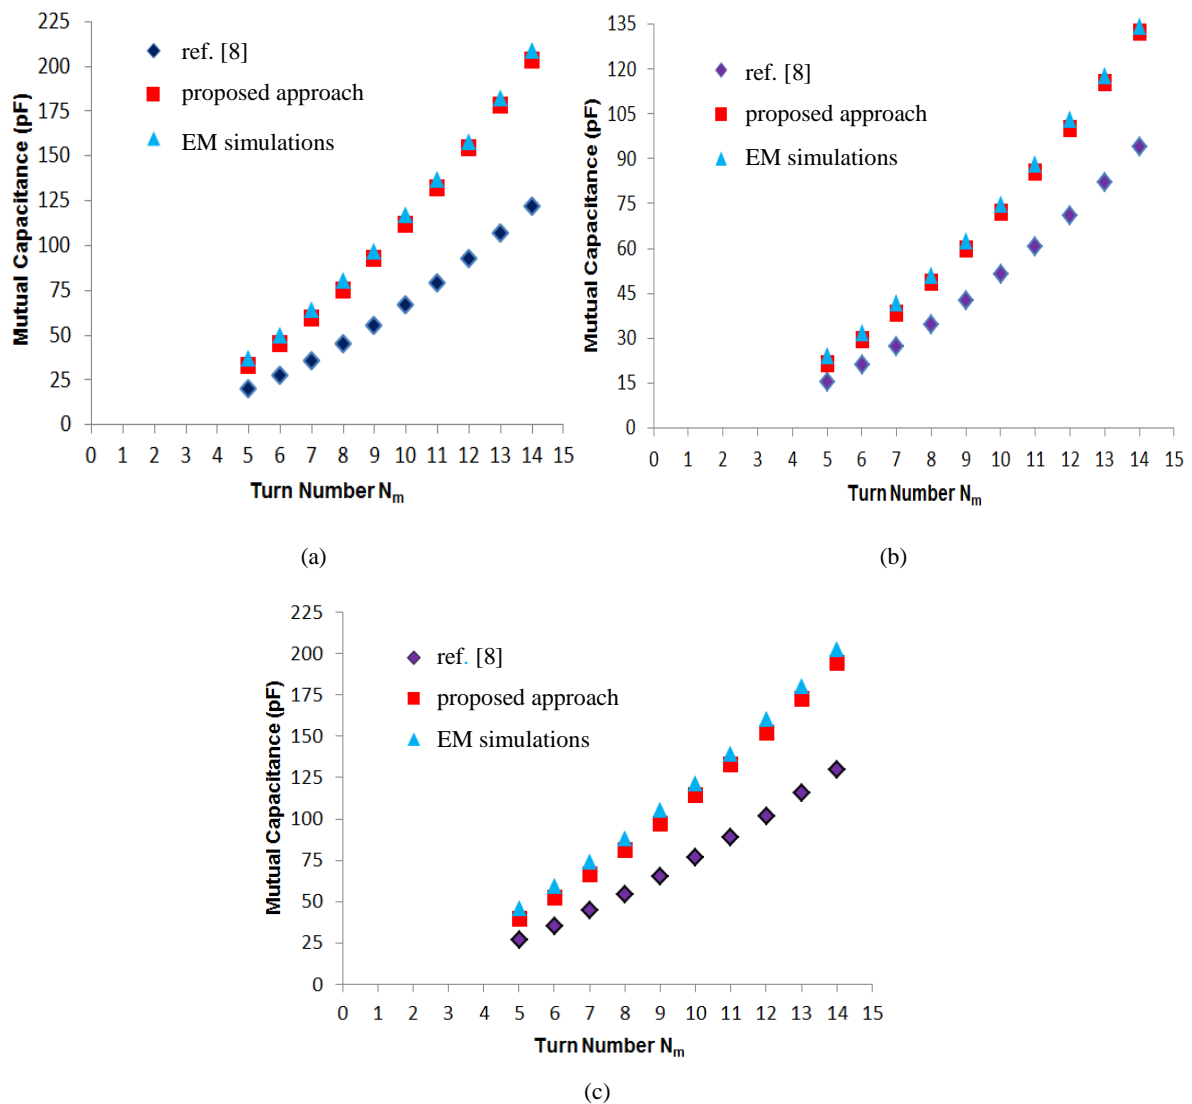 225
200
175
150
125
100
75
50
25
0
Mutual Capacitance (pF)
ref. [8]
proposed approach
EM simulations
0 1 2 3 4 5 6 7 8 9 10 11 12 13 14 15
Turn Number Nm
(a)
135
120
105
90
75
60
45
30
15
0
Mutual Capacitance (pF)
ref. [8]
proposed approach
EM simulations
0 1 2 3 4 5 6 7 8 9 10 11 12 13 14 15
Turn Number Nm
(b)
225
200
175
150
125
100
75
50
25
0
Mutual Capacitance (pF)
ref. [8]
proposed approach
EM simulations
0 1 2 3 4 5 6 7 8 9 10 11 12 13 14 15
Turn Number Nm
(c)